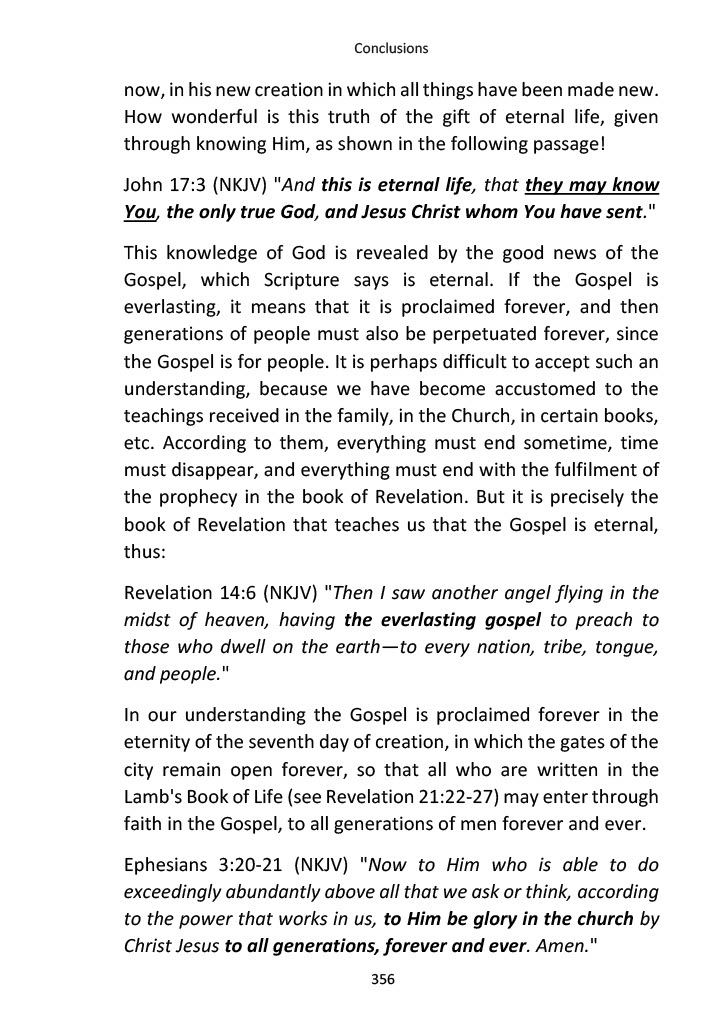 Conclusions
now, in his new creation in which all things have been made new.
How wonderful is this truth of the gift of eternal life, given
through knowing Him, as shown in the following passage!
John 17:3 (NKJV) "And this is eternal life, that they may know
You, the only true God, and Jesus Christ whom You have sent."
This knowledge of God is revealed by the good news of the
Gospel, which Scripture says is eternal. If the Gospel is
everlasting, it means that it is proclaimed forever, and then
generations of people must also be perpetuated forever, since
the Gospel is for people. It is perhaps difficult to accept such an
understanding, because we have become accustomed to the
teachings received in the family, in the Church, in certain books,
etc. According to them, everything must end sometime, time
must disappear, and everything must end with the fulfilment of
the prophecy in the book of Revelation. But it is precisely the
book of Revelation that teaches us that the Gospel is eternal,
thus:
Revelation 14:6 (NKJV) "Then I saw another angel flying in the
midst of heaven, having the everlasting gospel to preach to
those who dwell on the earth—to every nation, tribe, tongue,
and people."
In our understanding the Gospel is proclaimed forever in the
eternity of the seventh day of creation, in which the gates of the
city remain open forever, so that all who are written in the
Lamb's Book of Life (see Revelation 21:22-27) may enter through
faith in the Gospel, to all generations of men forever and ever.
Ephesians 3:20-21 (NKJV) "Now to Him who is able to do
exceedingly abundantly above all that we ask or think, according
to the power that works in us, to Him be glory in the church by
Christ Jesus to all generations, forever and ever. Amen."
356